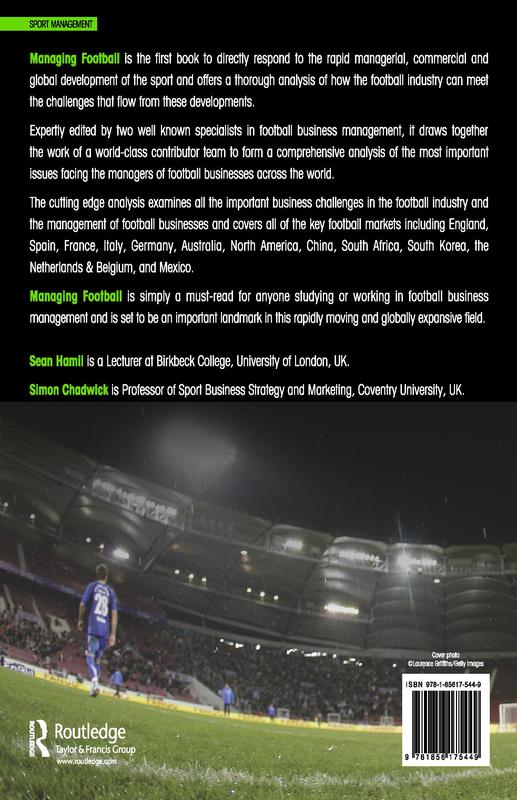 SPORT MANAGEMENT
Managing Football is the first book to directly respond to the rapid managerial, commercial and
global development of the sport and offers a thorough analysis of how the football industry can meet
the challenges that flow from these developments.
Expertly edited by two well known specialists in football business management, it draws together
the work of a world-class contributor team to form a comprehensive analysis of the most important
issues facing the managers of football businesses across the world.
The cutting edge analysis examines all the important business challenges in the football industry and
the management of football businesses and covers all of the key football markets including England,
Spain, France, Italy, Germany, Australia, North America, China, South Africa, South Korea, the
Netherlands & Belgium, and Mexico.
Managing Football is simply a must-read for anyone studying or working in football business
management and is set to be an important landmark in this rapidly moving and globally expansive field.
Sean Hamil is a Lecturer at Birkbeck College, University of London, UK.
Simon Chadwick is Professor of Sport Business Strategy and Marketing, Coventry University, UK.
Cover photo
©Laurence Griffiths/Getty Images
ISBN 978-1-85617-544-9
9 781856 175449
ROUTLEDGE
Routledge
Taylor & Francis Group
www.routledge.com